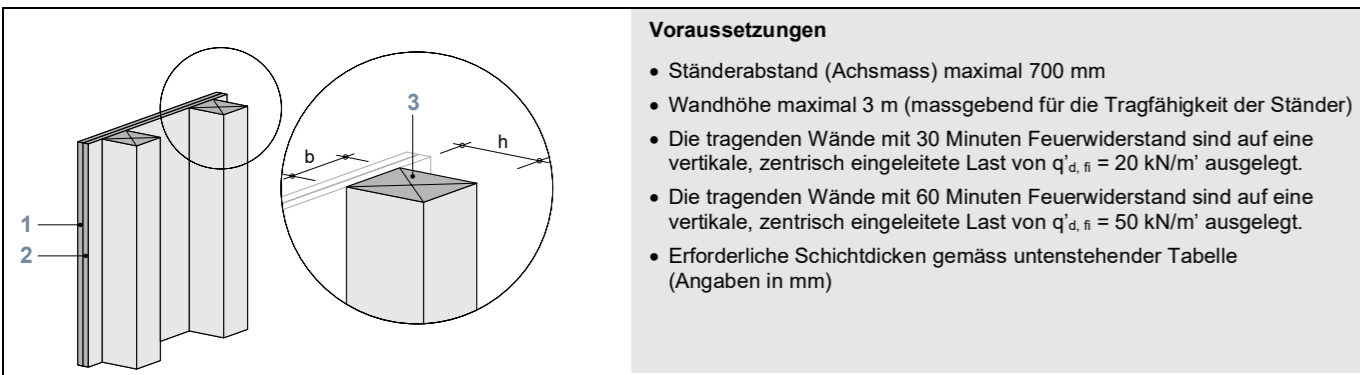 1
2
3
b
h
Voraussetzungen
• Ständerabstand (Achsmass) maximal 700 mm
• Wandhöhe maximal 3 m (massgebend für die Tragfähigkeit der Ständer)
• Die tragenden Wände mit 30 Minuten Feuerwiderstand sind auf eine
vertikale, zentrisch eingeleitete Last von q’d, fi = 20 kN/m’ ausgelegt.
• Die tragenden Wände mit 60 Minuten Feuerwiderstand sind auf eine
vertikale, zentrisch eingeleitete Last von q’d, fi = 50 kN/m’ ausgelegt.
• Erforderliche Schichtdicken gemäss untenstehender Tabelle
(Angaben in mm)